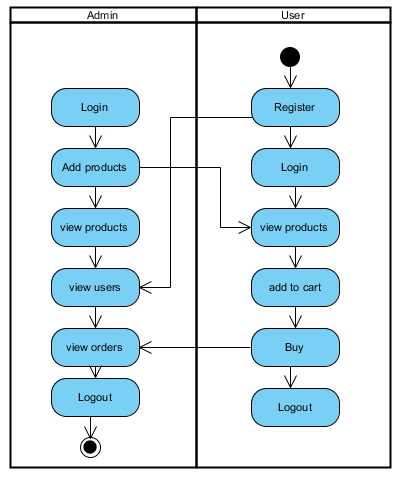 Admin
User
Login
Add products
view products
view users
view orders
Logout
Register
Login
view products
add to cart
Buy
Logout